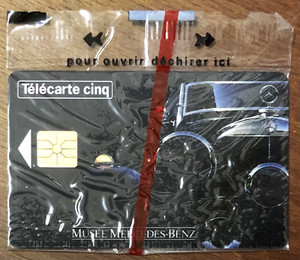 pour ouvrir déchirer ici
Télécarte cinq
MUSEE MERCEDES-BENZ